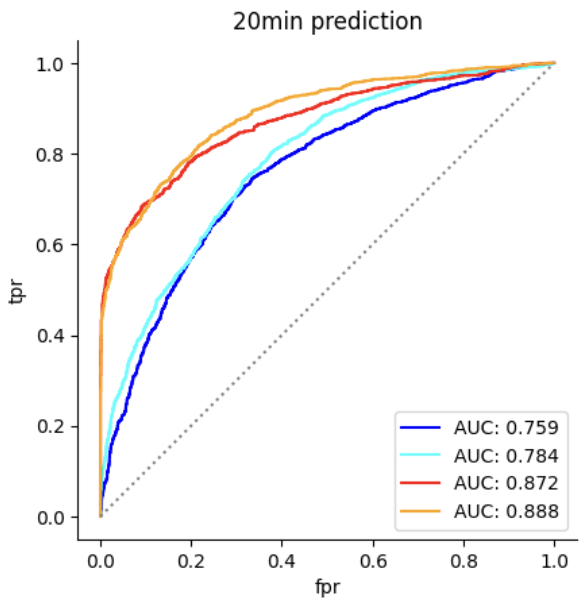 20min prediction
1.0
0.8
0.6
0.4
0.2
0.0
tpr
AUC: 0.759
AUC: 0.784
AUC: 0.872
AUC: 0.888
0.0 0.2 0.4 0.6 0.8 1.0
fpr